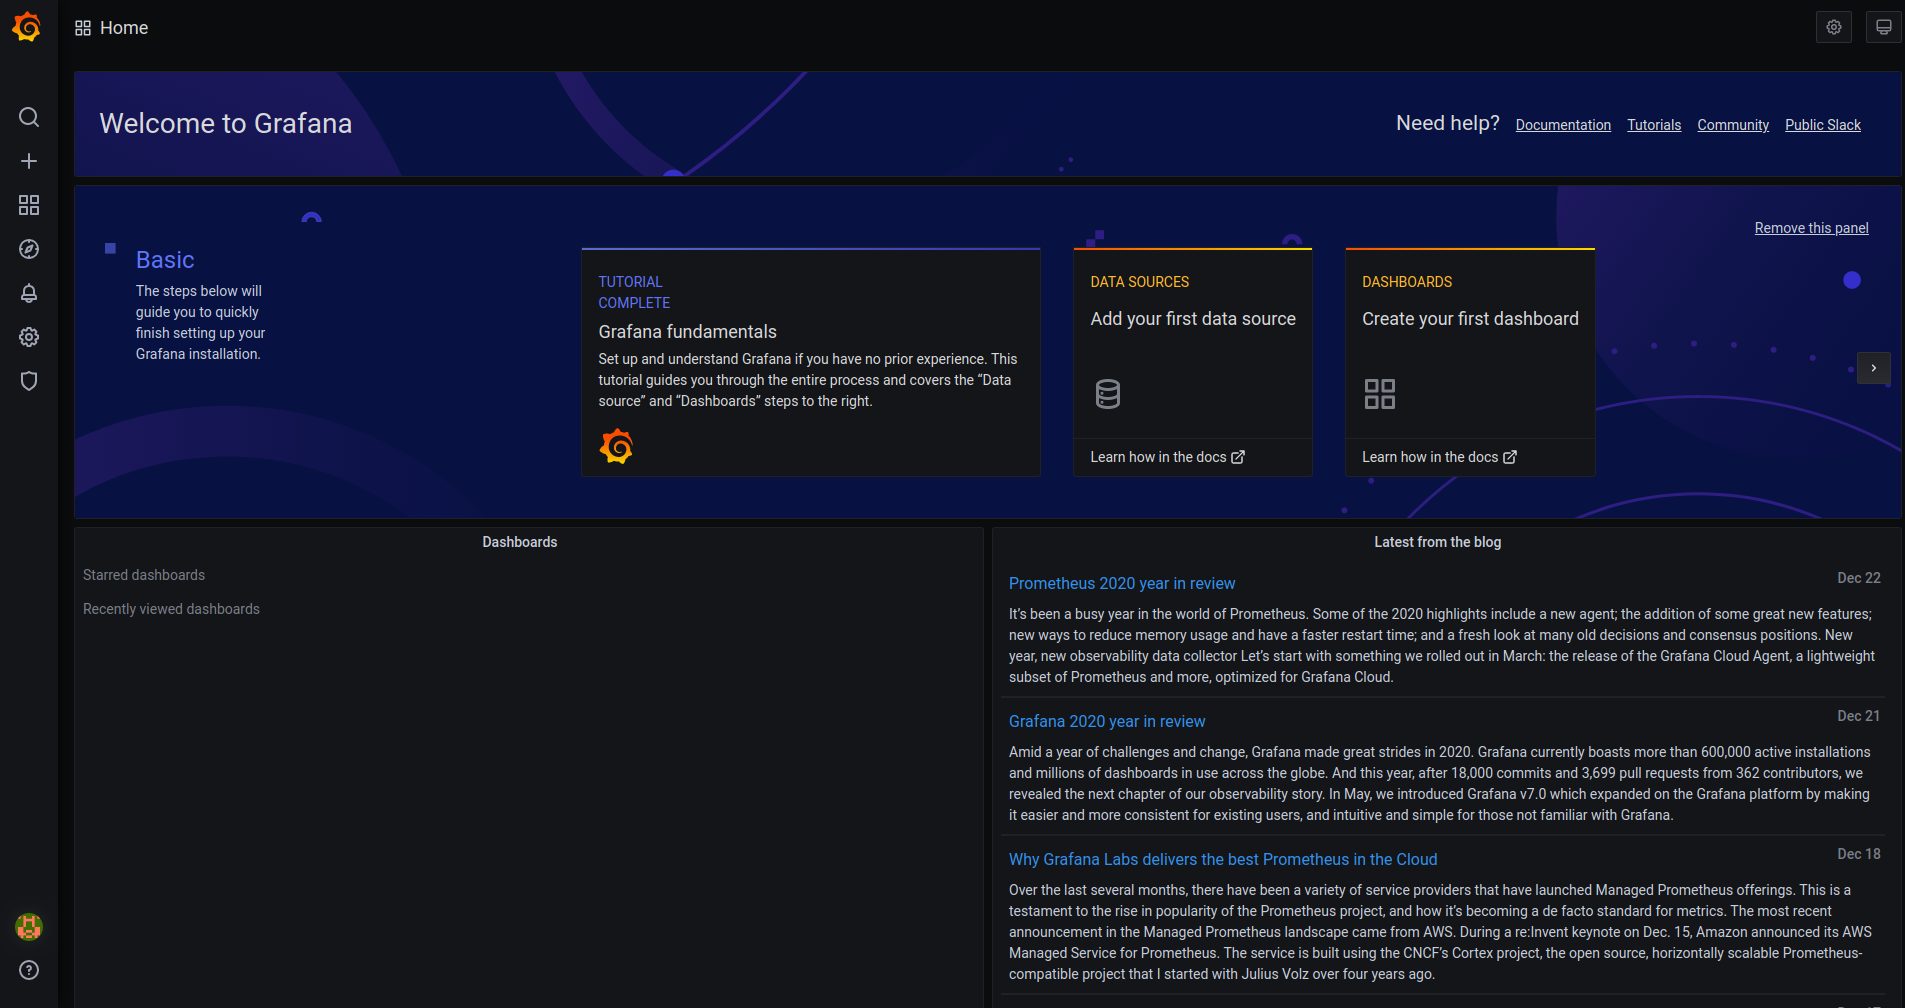 Home
Welcome to Grafana
Need help? Documentation Tutorials Community Public Slack
Remove this panel
Basic
The steps below will
guide you to quickly
finish setting up your
Grafana installation.
TUTORIAL
COMPLETE
Grafana fundamentals
Set up and understand Grafana if you have no prior experience. This
tutorial guides you through the entire process and covers the “Data
source” and “Dashboards” steps to the right.
DATA SOURCES
Add your first data source
Learn how in the docs
DASHBOARDS
Create your first dashboard
Learn how in the docs
Dashboards
Starred dashboards
Recently viewed dashboards
Latest from the blog
Prometheus 2020 year in review
Dec 22
It’s been a busy year in the world of Prometheus. Some of the 2020 highlights include a new agent; the addition of some great new features;
new ways to reduce memory usage and have a faster restart time; and a fresh look at many old decisions and consensus positions. New
year, new observability data collector Let’s start with something we rolled out in March: the release of the Grafana Cloud Agent, a lightweight
subset of Prometheus and more, optimized for Grafana Cloud.
Grafana 2020 year in review
Dec 21
Amid a year of challenges and change, Grafana made great strides in 2020. Grafana currently boasts more than 600,000 active installations
and millions of dashboards in use across the globe. And this year, after 18,000 commits and 3,699 pull requests from 362 contributors, we
revealed the next chapter of our observability story. In May, we introduced Grafana v7.0 which expanded on the Grafana platform by making
it easier and more consistent for existing users, and intuitive and simple for those not familiar with Grafana.
Why Grafana Labs delivers the best Prometheus in the Cloud
Dec 18
Over the last several months, there have been a variety of service providers that have launched Managed Prometheus offerings. This is a
testament to the rise in popularity of the Prometheus project, and how it’s becoming a de facto standard for metrics. The most recent
announcement in the Managed Prometheus landscape came from AWS. During a re:Invent keynote on Dec. 15, Amazon announced its AWS
Managed Service for Prometheus. The service is built using the CNCF’s Cortex project, the open source, horizontally scalable Prometheus-
compatible project that I started with Julius Volz over four years ago.